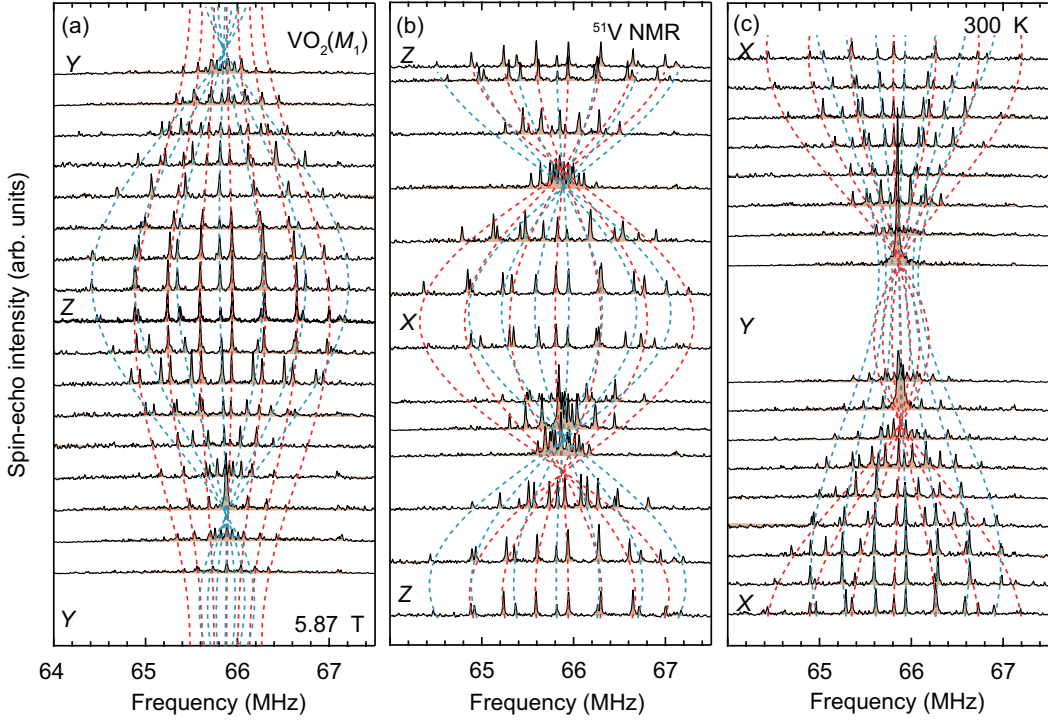 (a)
VO₂(M₁)
Y
Z
Y
5.87 T
(b)
⁵¹V NMR
Z
X
Z
(c)
300 K
X
Y
X
Spin-echo intensity (arb. units)
64 65 66 67
65 66 67
65 66 67
Frequency (MHz)
Frequency (MHz)
Frequency (MHz)